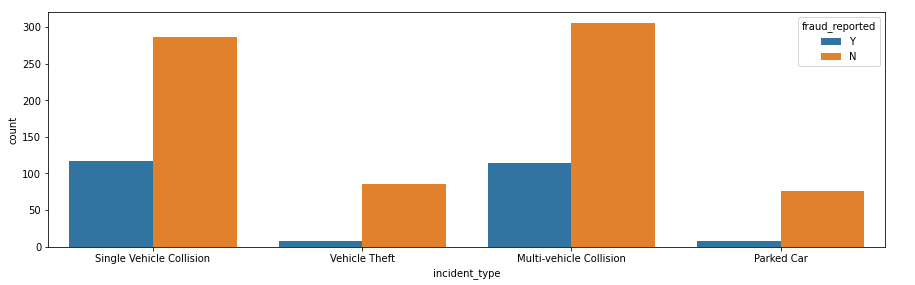 fraud_reported
Y
N
300
250
200
150
100
50
0
count
Single Vehicle Collision
Vehicle Theft
Multi-vehicle Collision
Parked Car
incident_type